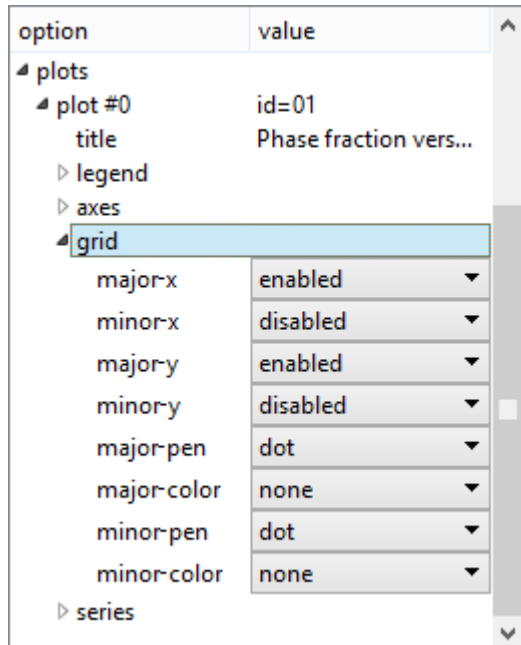 option value
plots
plot #0 id=01
title Phase fraction vers...
legend
axes
grid
major-x enabled
minor-x disabled
major-y enabled
minor-y disabled
major-pen dot
major-color none
minor-pen dot
minor-color none
series